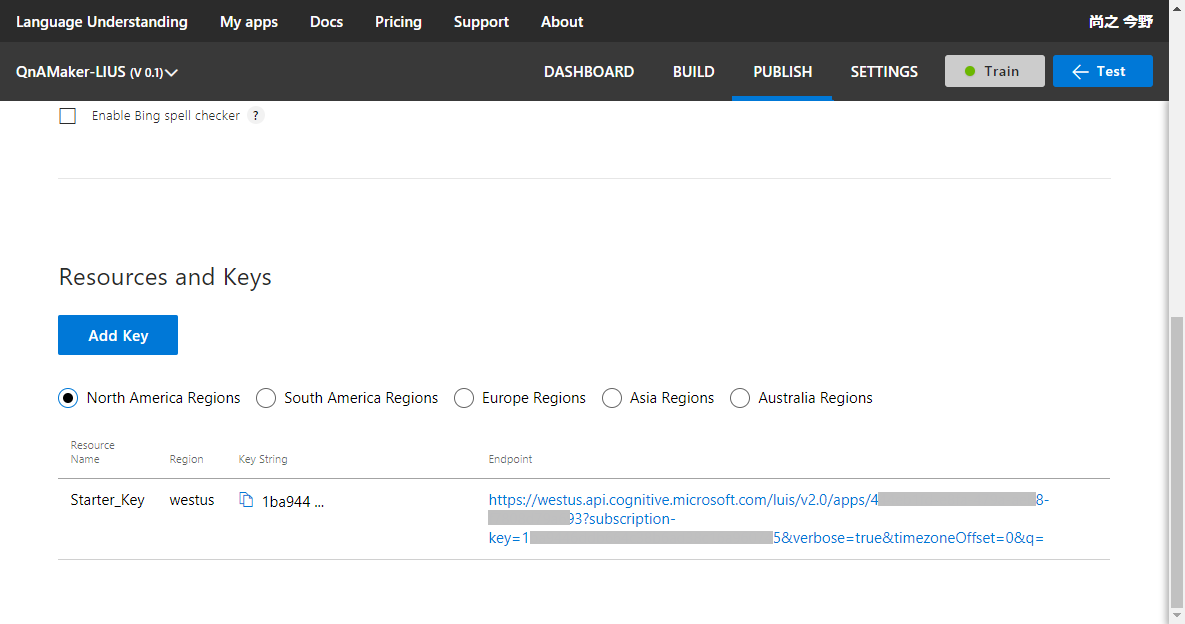 Language Understanding My apps Docs Pricing Support About 尚之 今野
QnAMaker-LIUS (V 0.1) DASHBOARD BUILD PUBLISH SETTINGS Train Test
Enable Bing spell checker ?
Resources and Keys
Add Key
North America Regions South America Regions Europe Regions Asia Regions Australia Regions
Resource
Name Region Key String Endpoint
Starter_Key westus 1ba944 ... https://westus.api.cognitive.microsoft.com/luis/v2.0/apps/4 8-
93?subscription-
key=1 5&verbose=true&timezoneOffset=0&q=